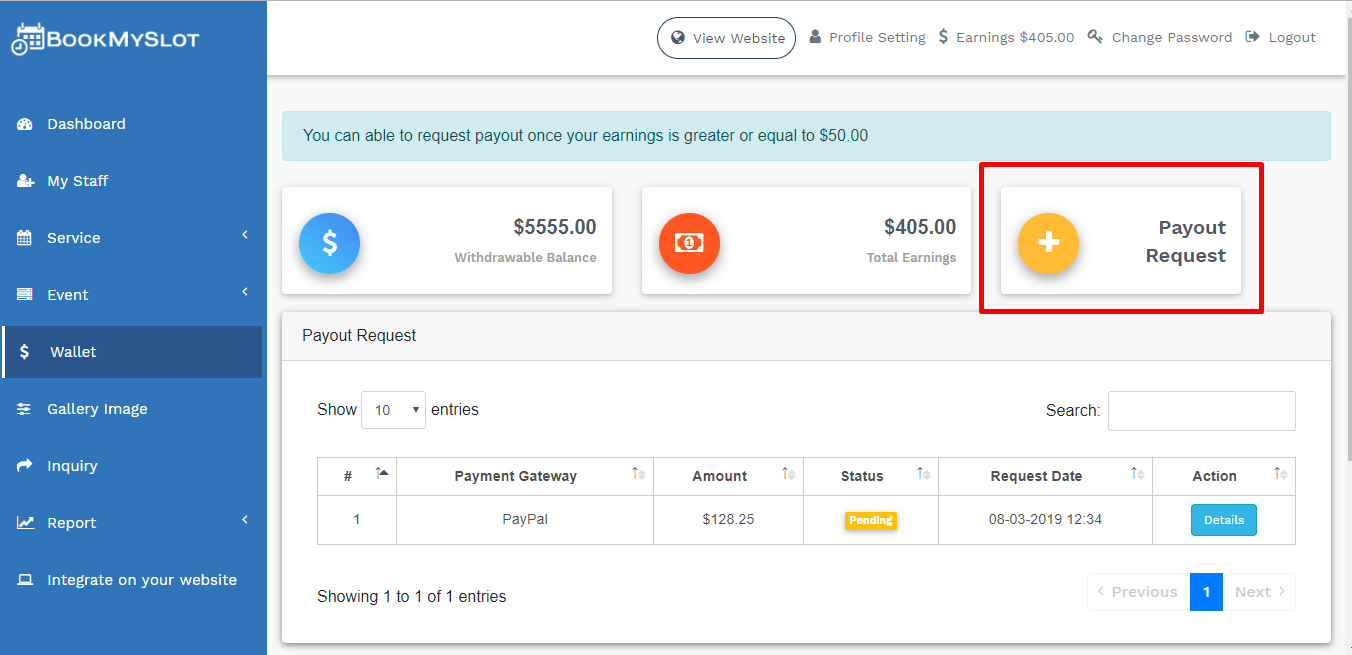 BOOKMYSLOT
View Website
Profile Setting
$ Earnings $405.00
Change Password
Logout
Dashboard
My Staff
Service
Event
$ Wallet
Gallery Image
Inquiry
Report
Integrate on your website
You can able to request payout once your earnings is greater or equal to $50.00
$
$5555.00
Withdrawable Balance
1
$405.00
Total Earnings
Payout
Request
Payout Request
Show 10 entries
Search:
# Payment Gateway Amount Status Request Date Action
1 PayPal $128.25 Pending 08-03-2019 12:34 Details
Showing 1 to 1 of 1 entries
Previous 1 Next